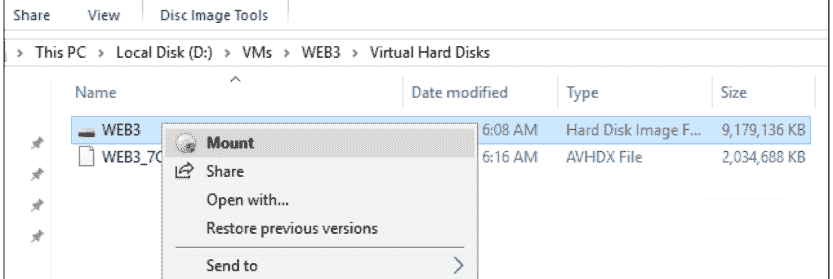 Share View Disc Image Tools
This PC > Local Disk (D:) > VMs > WEB3 > Virtual Hard Disks
Name Date modified Type Size
WEB3 6:08 AM Hard Disk Image F... 9,179,136 KB
WEB3_7C 6:16 AM AVHDX File 2,034,688 KB
Mount
Share
Open with...
Restore previous versions
Send to